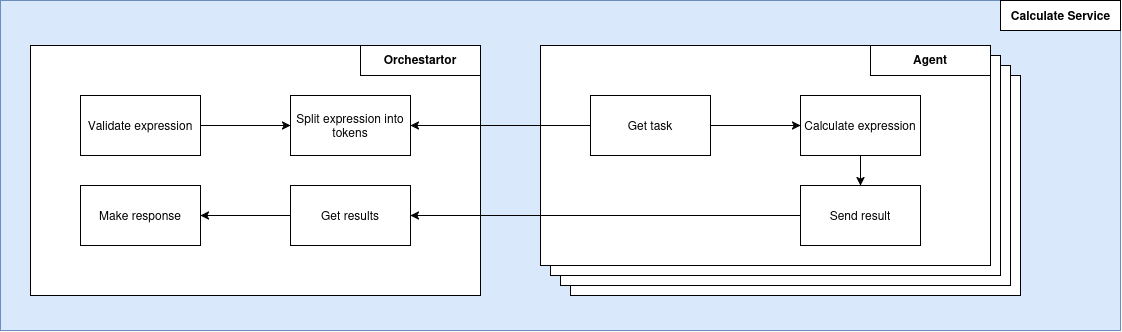 Calculate Service
Orchestartor
Agent
Validate expression
Split expression into
tokens
Get task
Calculate expression
Make response
Get results
Send result